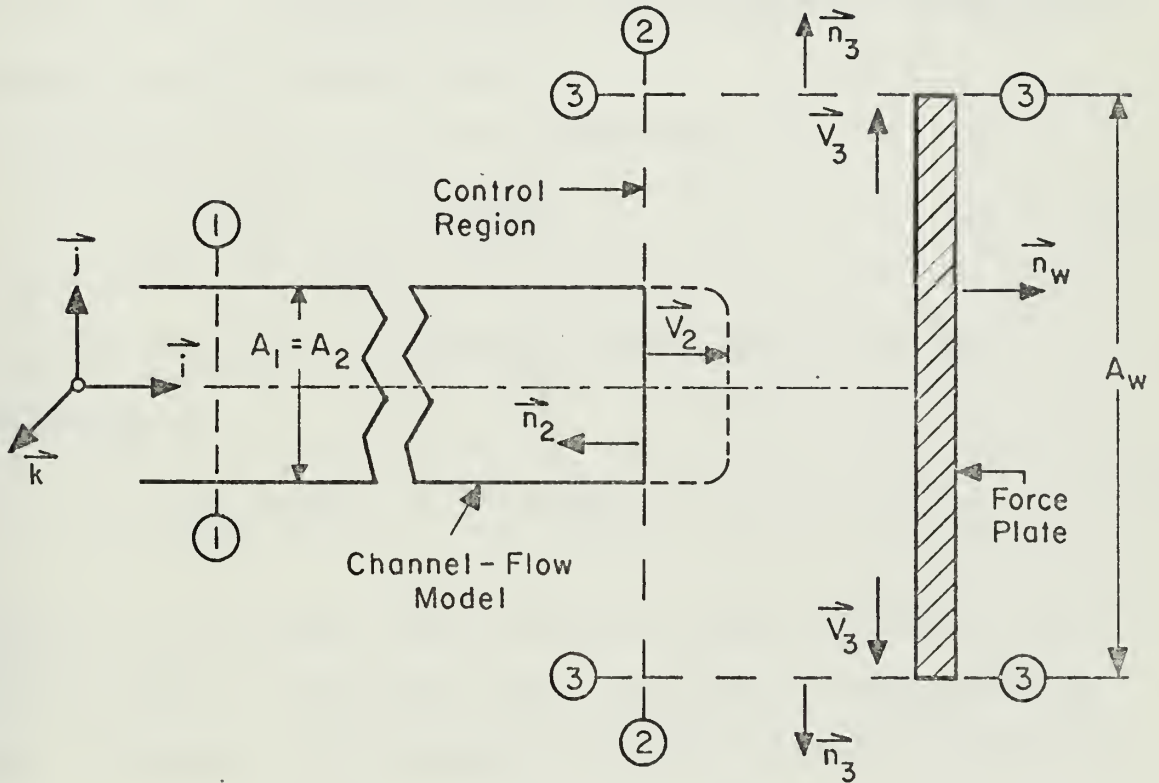 2
n₃
3
3
V₃
Control
Region
1
j
n_w
V₂
A₁ = A₂
i
A_w
n₂
k
Force
Plate
1
Channel-Flow
Model
V₃
3
3
2
n₃